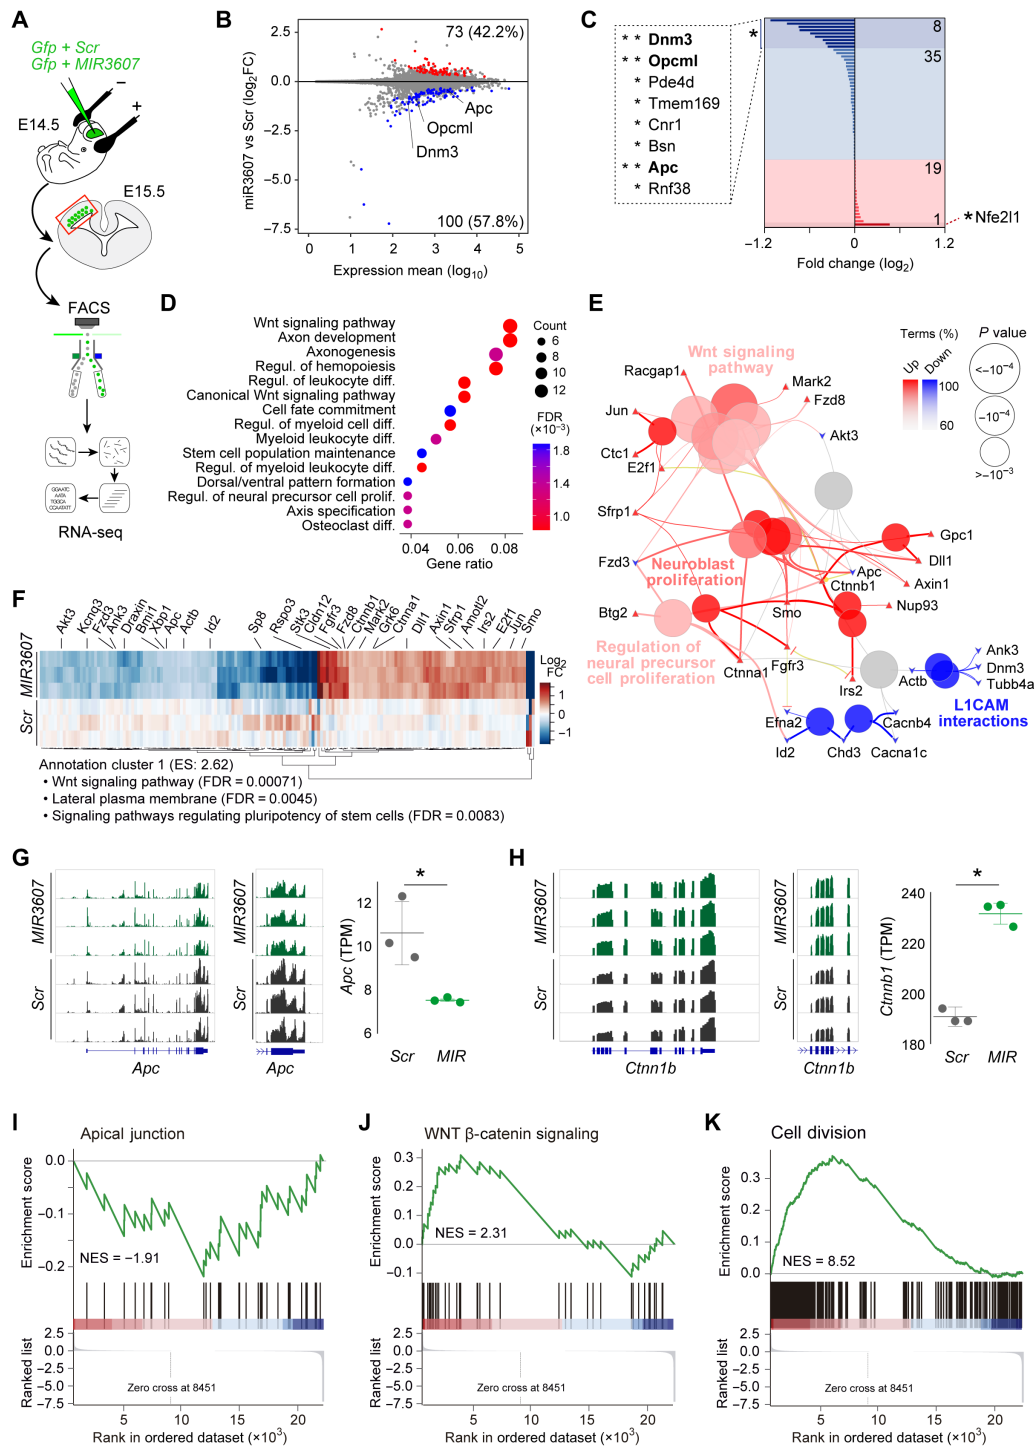 A
Gfp + Scr
Gfp + MIR3607
−
+
E14.5
E15.5
FACS
GGAATC
AATA
TGGCA
CCAATATT
RNA-seq
B
73 (42.2%)
100 (57.8%)
Apc
Opcml
Dnm3
miR3607 vs Scr (log2FC)
2.5
0.0
−2.5
−5.0
−7.5
0 1 2 3 4 5
Expression mean (log10)
C
* * Dnm3
* * Opcml
* Pde4d
* Tmem169
* Cnr1
* Bsn
* * Apc
* Rnf38
*
8
35
19
1
* Nfe2l1
−1.2 0 1.2
Fold change (log2)
D
Wnt signaling pathway
Axon development
Axonogenesis
Regul. of hemopoiesis
Regul. of leukocyte diff.
Canonical Wnt signaling pathway
Cell fate commitment
Regul. of myeloid cell diff.
Myeloid leukocyte diff.
Stem cell population maintenance
Regul. of myeloid leukocyte diff.
Dorsal/ventral pattern formation
Regul. of neural precursor cell prolif.
Axis specification
Osteoclast diff.
0.04 0.06 0.08
Gene ratio
Count
6
8
10
12
FDR
(×10−3)
1.8
1.6
1.4
1.2
1.0
E
Terms (%)
Up
Down
100
80
60
P value
<−10−4
−10−4
>−10−3
Wnt signaling
pathway
Racgap1
Mark2
Fzd8
Jun
Akt3
Ctc1
E2f1
Sfrp1
Gpc1
Dll1
Fzd3
Neuroblast
proliferation
Apc
Ctnnb1
Axin1
Btg2
Smo
Nup93
Regulation of
neural precursor
cell proliferation
Ctnna1
Fgfr3
Irs2
Actb
Ank3
Dnm3
Tubb4a
L1CAM
interactions
Efna2
Cacnb4
Id2
Chd3
Cacna1c
F
Akt3
Kcnq3
Fzd3
Ank3
Draxin
Bmi1
Xbp1
Apc
Actb
Id2
Sp8
Rspo3
Stk3
Cldn12
Fgfr3
Fzd8
Ctnnb1
Mark2
Grk6
Ctnna1
Dll1
Axin1
Sfrp1
Amotl2
Irs2
E2f1
Jun
Smo
MIR3607
Scr
Log2
FC
1
0
−1
Annotation cluster 1 (ES: 2.62)
• Wnt signaling pathway (FDR = 0.00071)
• Lateral plasma membrane (FDR = 0.0045)
• Signaling pathways regulating pluripotency of stem cells (FDR = 0.0083)
G
MIR3607
Scr
Apc
MIR3607
Scr
Apc
*
Apc (TPM)
12
10
8
6
Scr MIR
H
MIR3607
Scr
Ctnn1b
MIR3607
Scr
Ctnn1b
*
Ctnnb1 (TPM)
240
220
200
180
Scr MIR
I
Apical junction
Enrichment score
0.0
−0.1
−0.2
NES = −1.91
Ranked list
2.5
0.0
−2.5
−5.0
−7.5
Zero cross at 8451
5 10 15 20
Rank in ordered dataset (×103)
J
WNT β-catenin signaling
Enrichment score
0.3
0.2
0.1
0.0
−0.1
NES = 2.31
Ranked list
2.5
0.0
−2.5
−5.0
−7.5
Zero cross at 8451
5 10 15 20
Rank in ordered dataset (×103)
K
Cell division
Enrichment score
0.3
0.2
0.1
0.0
NES = 8.52
Ranked list
2.5
0.0
−2.5
−5.0
−7.5
Zero cross at 8451
5 10 15 20
Rank in ordered dataset (×103)